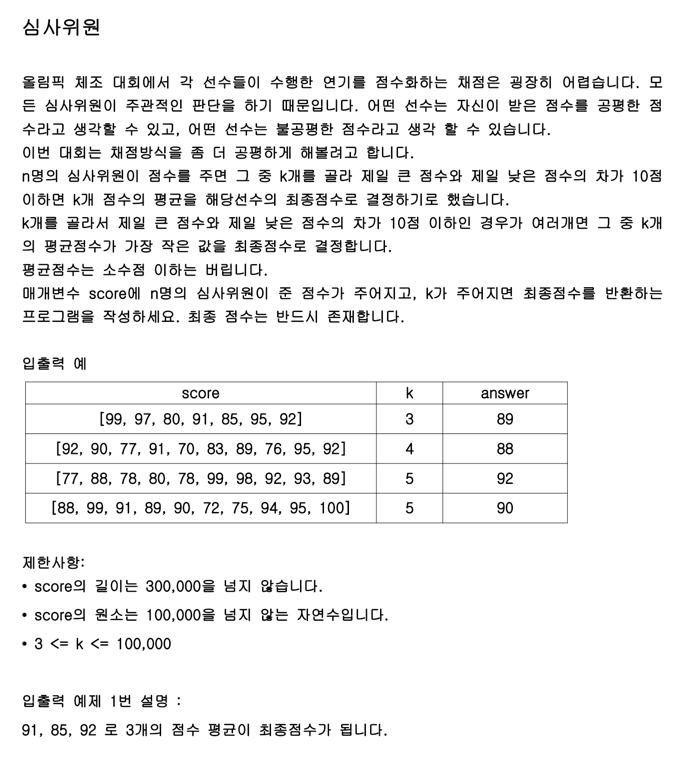 심사위원
올림픽 체조 대회에서 각 선수들이 수행한 연기를 점수화하는 채점은 굉장히 어렵습니다. 모
든 심사위원이 주관적인 판단을 하기 때문입니다. 어떤 선수는 자신이 받은 점수를 공평한 점
수라고 생각할 수 있고, 어떤 선수는 불공평한 점수라고 생각 할 수 있습니다.
이번 대회는 채점방식을 좀 더 공평하게 해볼려고 합니다.
n명의 심사위원이 점수를 주면 그 중 k개를 골라 제일 큰 점수와 제일 낮은 점수의 차가 10점
이하면 k개 점수의 평균을 해당선수의 최종점수로 결정하기로 했습니다.
k개를 골라서 제일 큰 점수와 제일 낮은 점수의 차가 10점 이하인 경우가 여러개면 그 중 k개
의 평균점수가 가장 작은 값을 최종점수로 결정합니다.
평균점수는 소수점 이하는 버립니다.
매개변수 score에 n명의 심사위원이 준 점수가 주어지고, k가 주어지면 최종점수를 반환하는
프로그램을 작성하세요. 최종 점수는 반드시 존재합니다.
입출력 예
score k answer
[99, 97, 80, 91, 85, 95, 92] 3 89
[92, 90, 77, 91, 70, 83, 89, 76, 95, 92] 4 88
[77, 88, 78, 80, 78, 99, 98, 92, 93, 89] 5 92
[88, 99, 91, 89, 90, 72, 75, 94, 95, 100] 5 90
제한사항:
• score의 길이는 300,000을 넘지 않습니다.
• score의 원소는 100,000을 넘지 않는 자연수입니다.
• 3 <= k <= 100,000
입출력 예제 1번 설명 :
91, 85, 92 로 3개의 점수 평균이 최종점수가 됩니다.